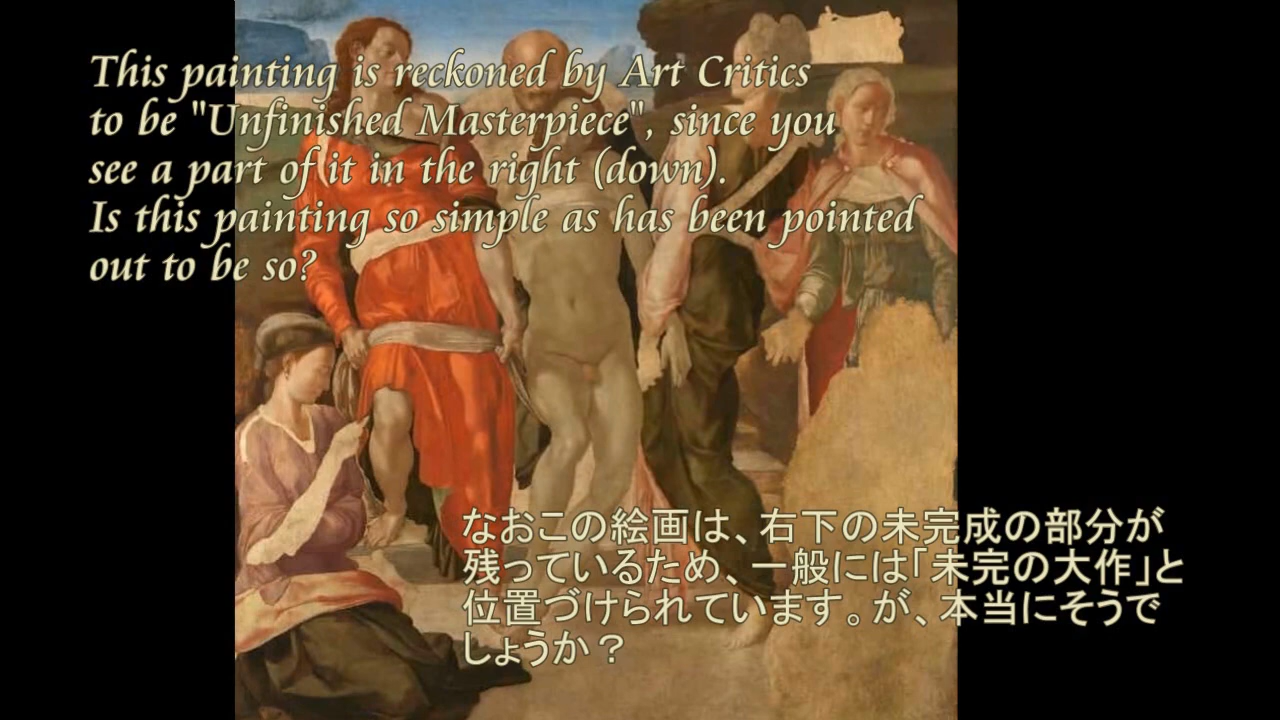 This painting is reckoned by Art Critics
to be "Unfinished Masterpiece", since you
see a part of it in the right (down).
Is this painting so simple as has been pointed
out to be so?
なおこの絵画は、右下の未完成の部分が
残っているため、一般には「未完の大作」と
位置づけられています。が、本当にそうで
しょうか？